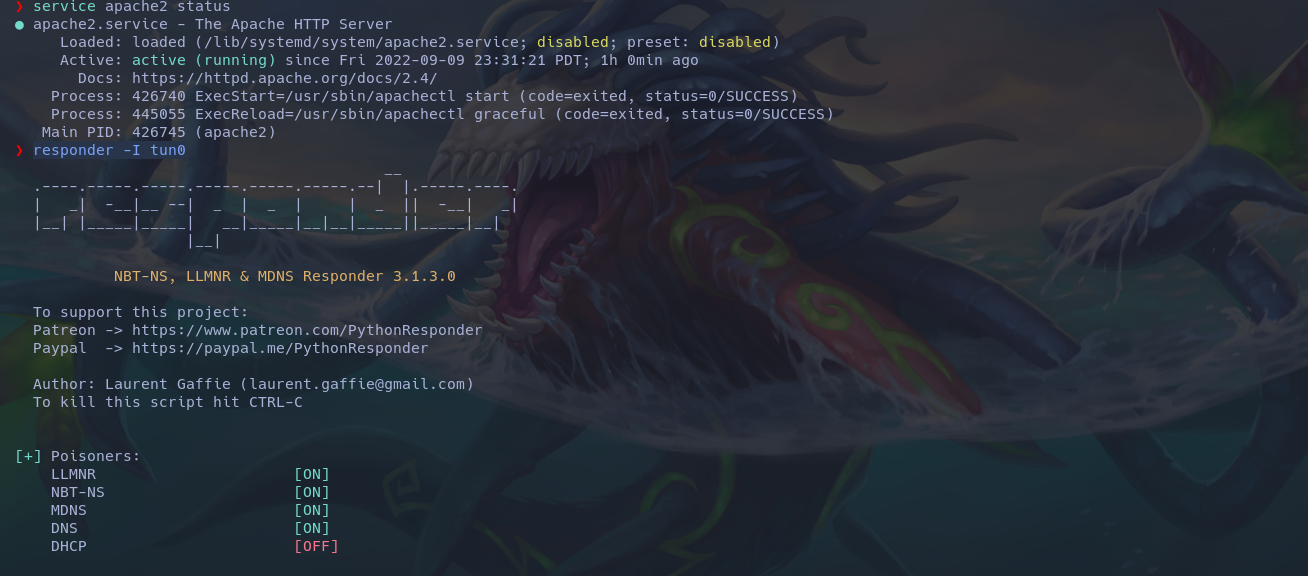 ❯ service apache2 status
● apache2.service - The Apache HTTP Server
     Loaded: loaded (/lib/systemd/system/apache2.service; disabled; preset: disabled)
     Active: active (running) since Fri 2022-09-09 23:31:21 PDT; 1h 0min ago
       Docs: https://httpd.apache.org/docs/2.4/
    Process: 426740 ExecStart=/usr/sbin/apachectl start (code=exited, status=0/SUCCESS)
    Process: 445055 ExecReload=/usr/sbin/apachectl graceful (code=exited, status=0/SUCCESS)
   Main PID: 426745 (apache2)
❯ responder -I tun0
                                         __
  .----.-----.-----.-----.-----.-----.--|  |.-----.----.
  |   _|  -__|__ --|  _  |  _  |     |  _  ||  -__|   _|
  |__| |_____|_____|   __|_____|__|__|_____||_____|__|
                   |__|
           NBT-NS, LLMNR & MDNS Responder 3.1.3.0
  To support this project:
  Patreon -> https://www.patreon.com/PythonResponder
  Paypal  -> https://paypal.me/PythonResponder
  Author: Laurent Gaffie (laurent.gaffie@gmail.com)
  To kill this script hit CTRL-C
[+] Poisoners:
    LLMNR                      [ON]
    NBT-NS                     [ON]
    MDNS                       [ON]
    DNS                        [ON]
    DHCP                       [OFF]